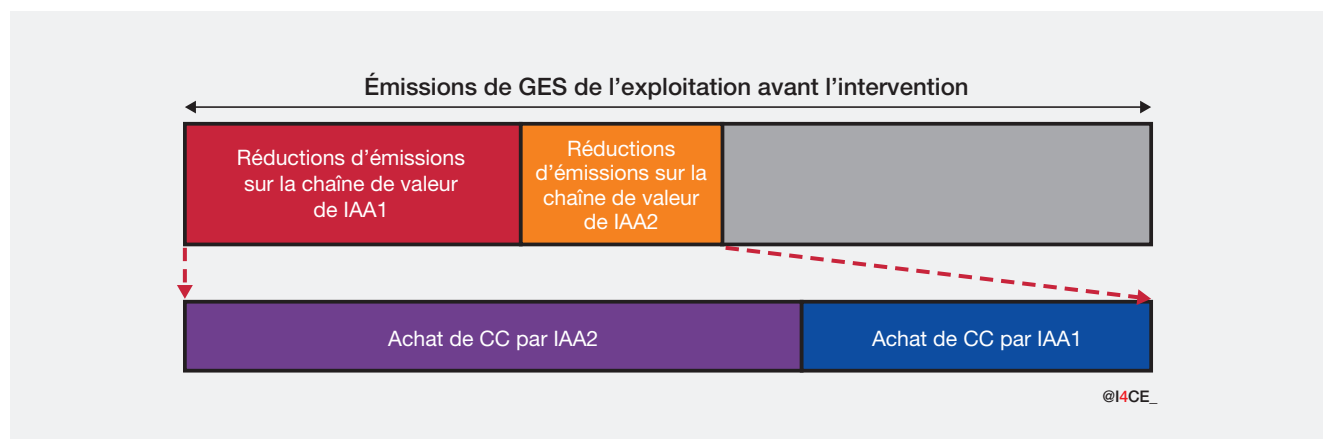 Émissions de GES de l’exploitation avant l’intervention
Réductions d’émissions
sur la chaîne de valeur
de IAA1
Réductions
d’émissions sur la
chaîne de valeur
de IAA2
Achat de CC par IAA2
Achat de CC par IAA1
@I4CE_